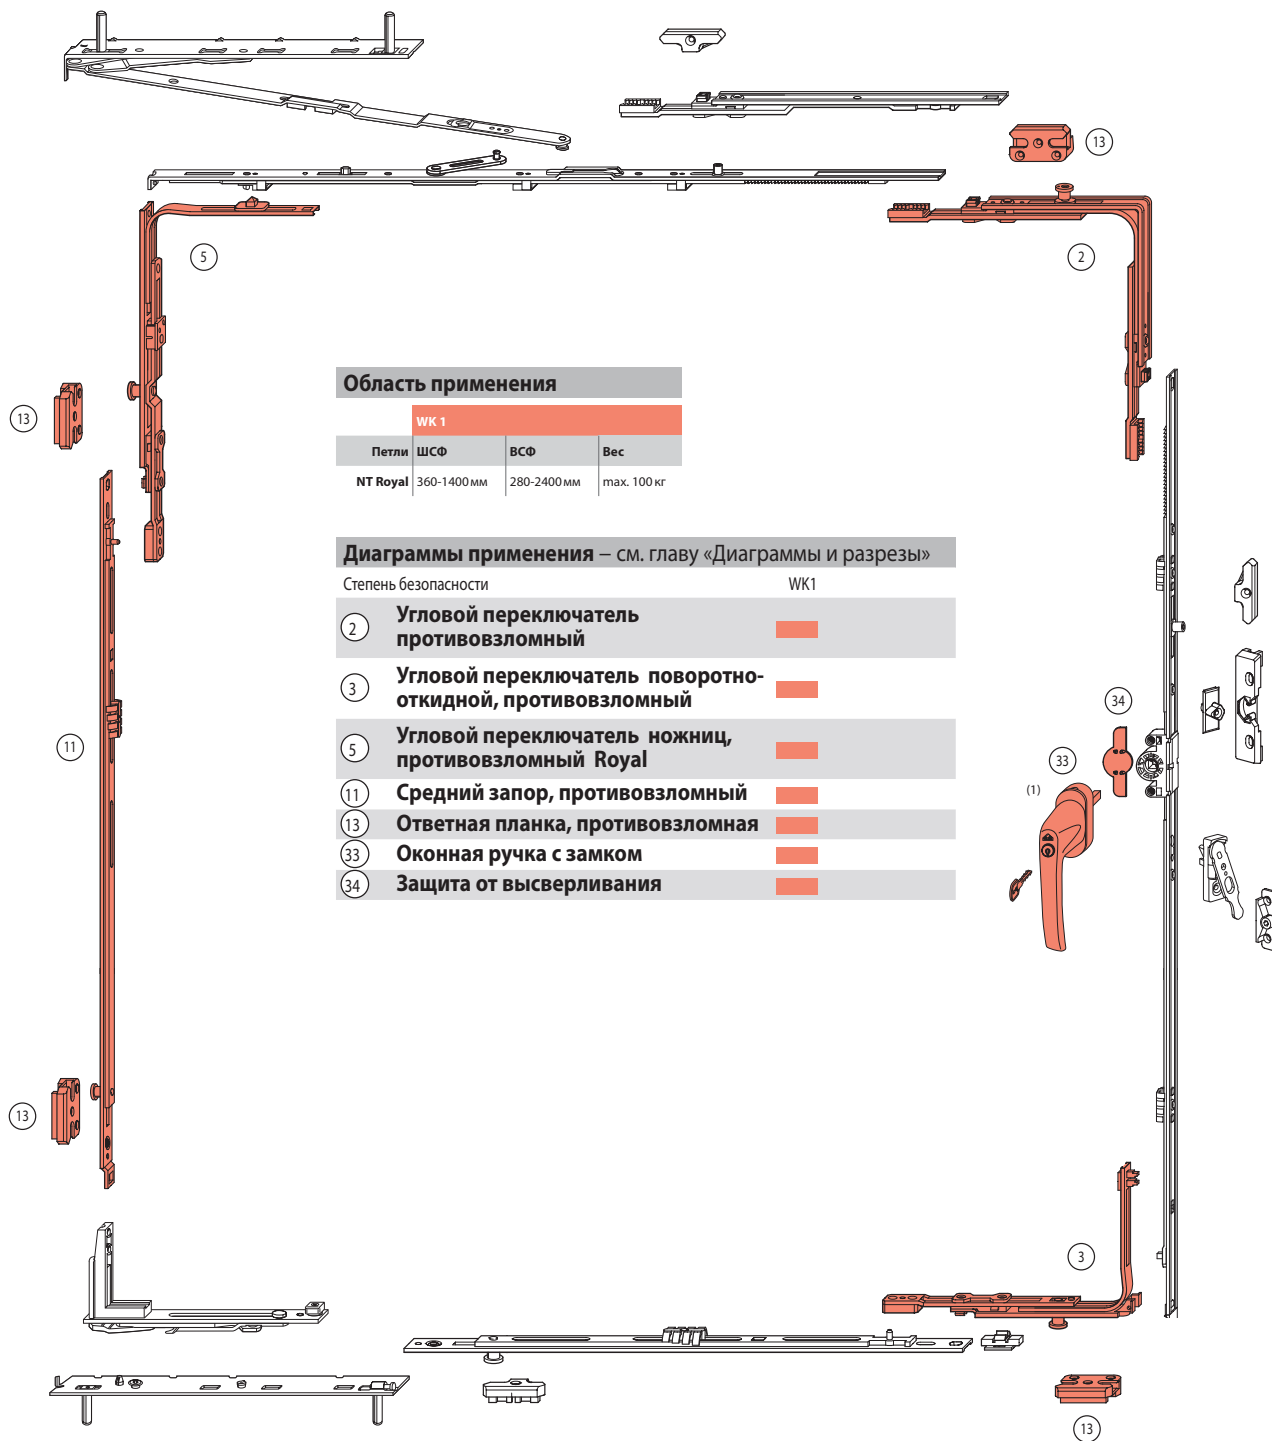 13
5
2
13
Область применения
WK 1
Петли ШСФ ВСФ Вес
NT Royal 360-1400 мм 280-2400 мм max. 100 кг
Диаграммы применения – см. главу «Диаграммы и разрезы»
Степень безопасности WK1
2 Угловой переключатель
противовзломный
3 Угловой переключатель поворотно-
откидной, противовзломный
5 Угловой переключатель ножниц,
противовзломный Royal
11 Средний запор, противовзломный
13 Ответная планка, противовзломная
33 Оконная ручка с замком
34 Защита от высверливания
34
11
33
(1)
13
3
13